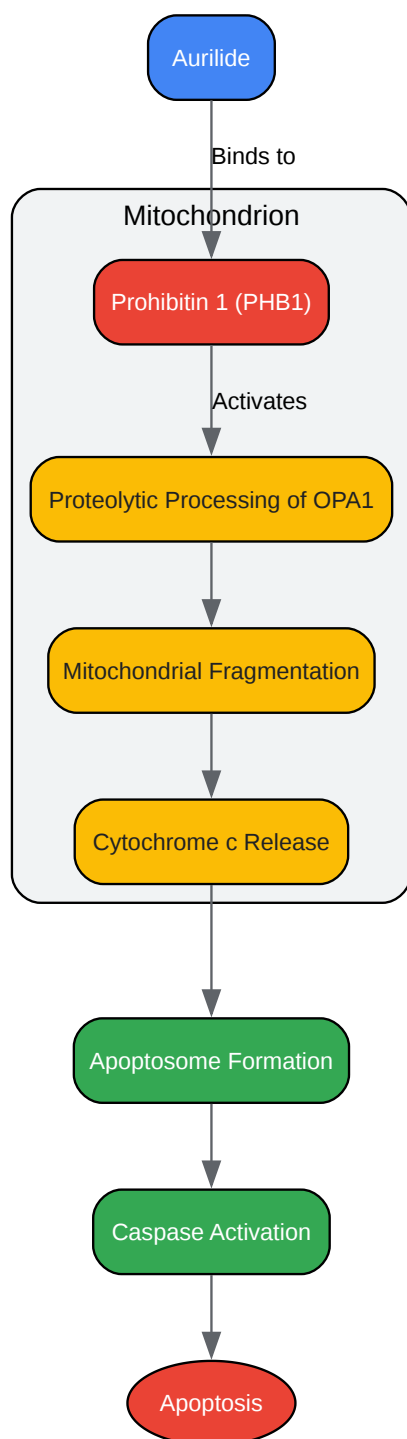 Aurilide
Binds to
Mitochondrion
Prohibitin 1 (PHB1)
Activates
Proteolytic Processing of OPA1
Mitochondrial Fragmentation
Cytochrome c Release
Apoptosome Formation
Caspase Activation
Apoptosis